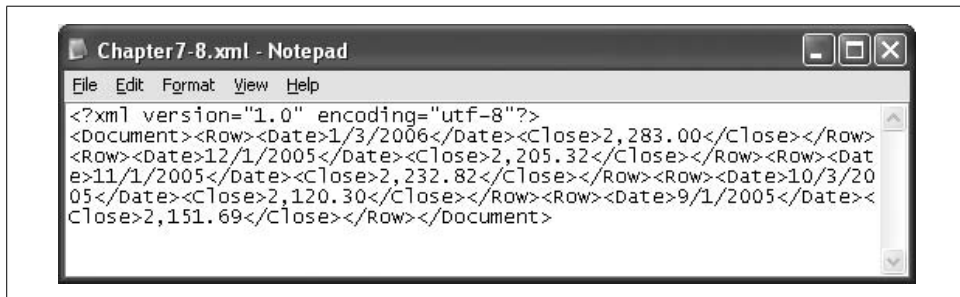 Chapter7-8.xml - Notepad
File Edit Format View Help
<?xml version="1.0" encoding="utf-8"?>
<Document><Row><Date>1/3/2006</Date><Close>2,283.00</Close></Row>
<Row><Date>12/1/2005</Date><Close>2,205.32</Close></Row><Row><Dat
e>11/1/2005</Date><Close>2,232.82</Close></Row><Row><Date>10/3/20
05</Date><Close>2,120.30</Close></Row><Row><Date>9/1/2005</Date><
Close>2,151.69</Close></Row></Document>